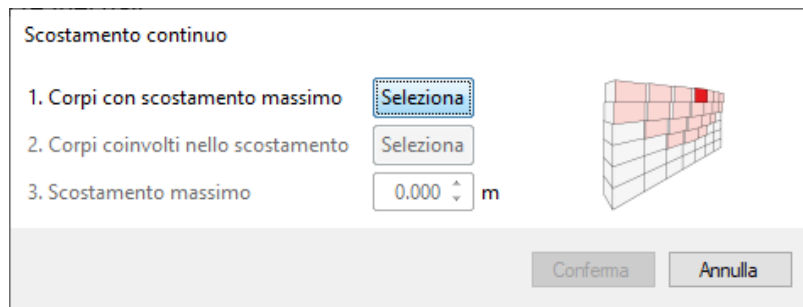 Scostamento continuo
1. Corpi con scostamento massimo Seleziona
2. Corpi coinvolti nello scostamento Seleziona
3. Scostamento massimo 0.000 m
Conferma Annulla